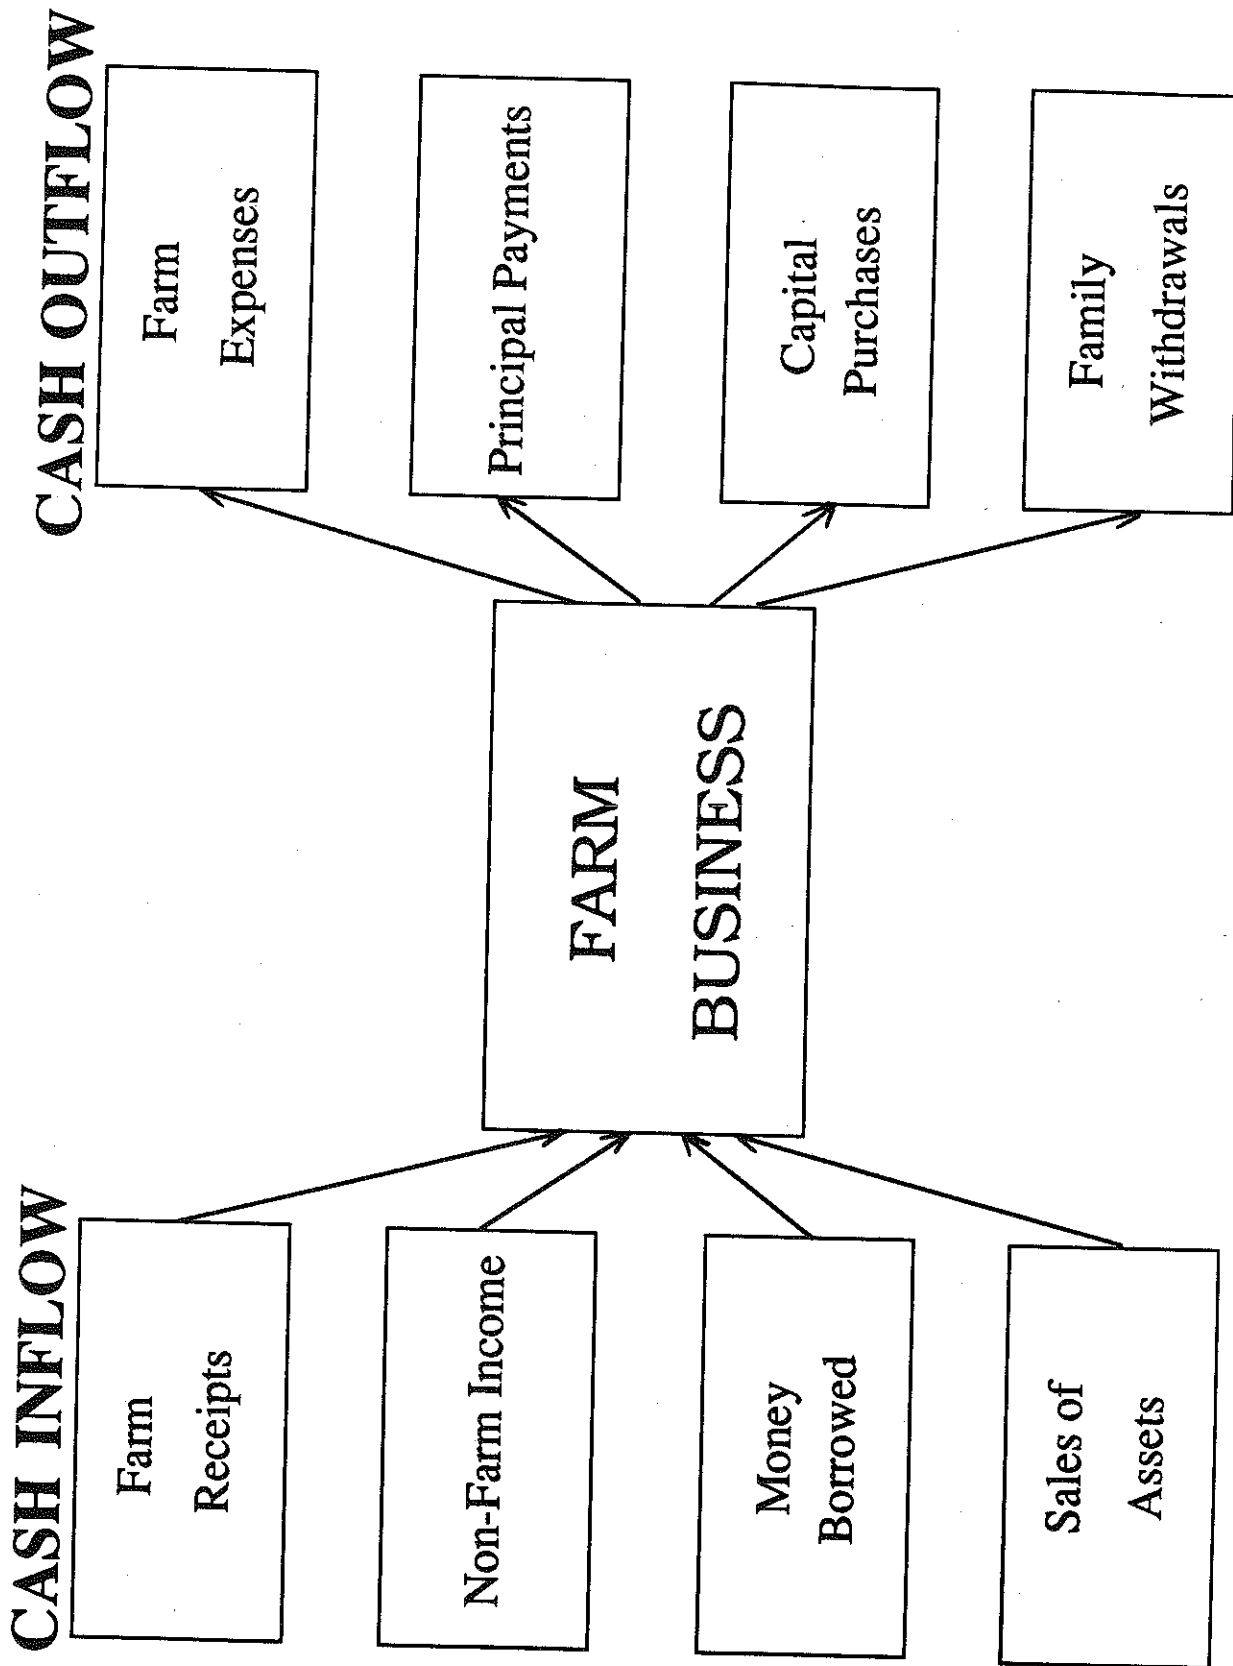 CASH INFLOW
CASH OUTFLOW
Farm
Receipts
Non-Farm Income
Money
Borrowed
Sales of
Assets
FARM
BUSINESS
Farm
Expenses
Principal Payments
Capital
Purchases
Family
Withdrawals